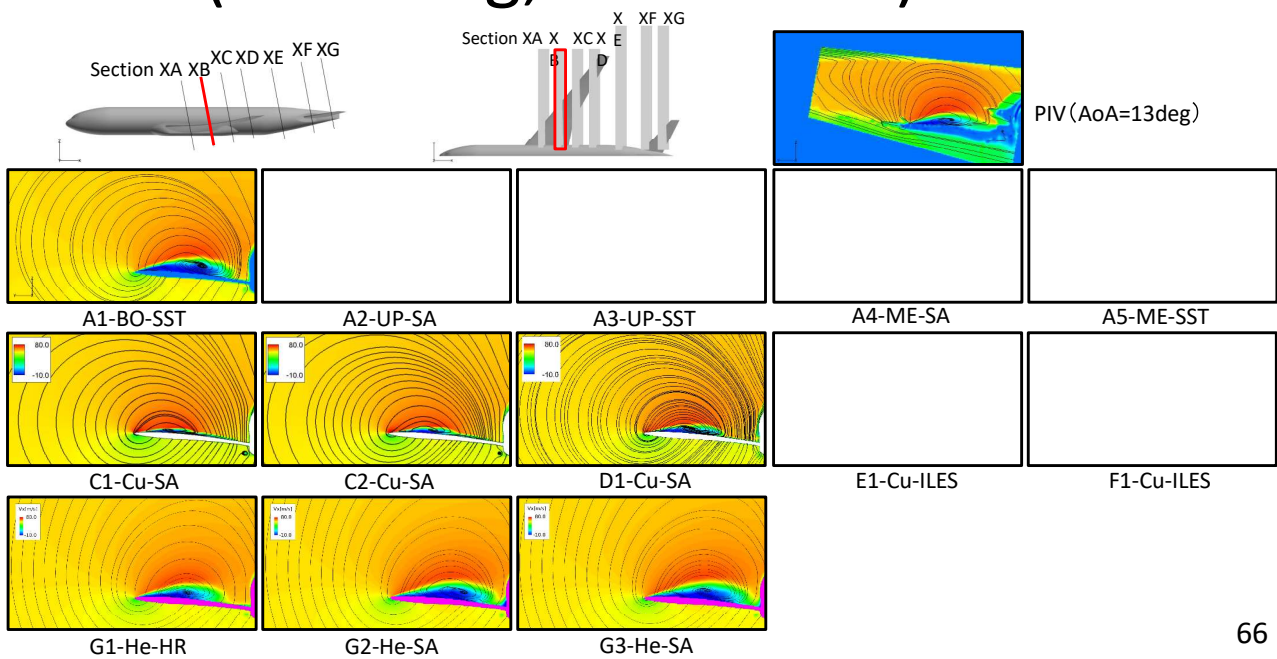 Section XA XB XC XD XE XF XG
Section XA X B XC X D X E XF XG
PIV(AoA=13deg)
A1-BO-SST
A2-UP-SA
A3-UP-SST
A4-ME-SA
A5-ME-SST
80.0
-10.0
80.0
-10.0
80.0
-10.0
C1-Cu-SA
C2-Cu-SA
D1-Cu-SA
E1-Cu-ILES
F1-Cu-ILES
Vx[m/s]
80.0
-10.0
Vx[m/s]
80.0
-10.0
Vx[m/s]
80.0
-10.0
G1-He-HR
G2-He-SA
G3-He-SA
66